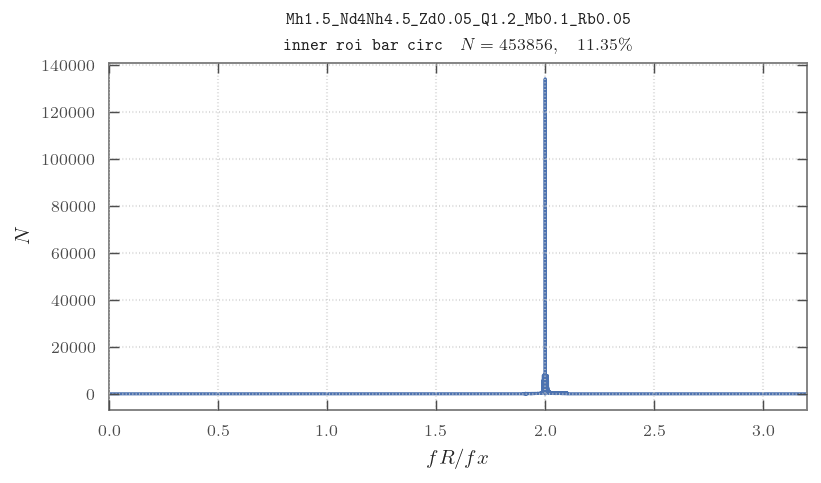 Mh1.5_Nd4Nh4.5_Zd0.05_Q1.2_Mb0.1_Rb0.05
inner roi bar circ N = 453856, 11.35%
140000
120000
100000
80000
60000
40000
20000
0
N
0.0 0.5 1.0 1.5 2.0 2.5 3.0
fR/fx